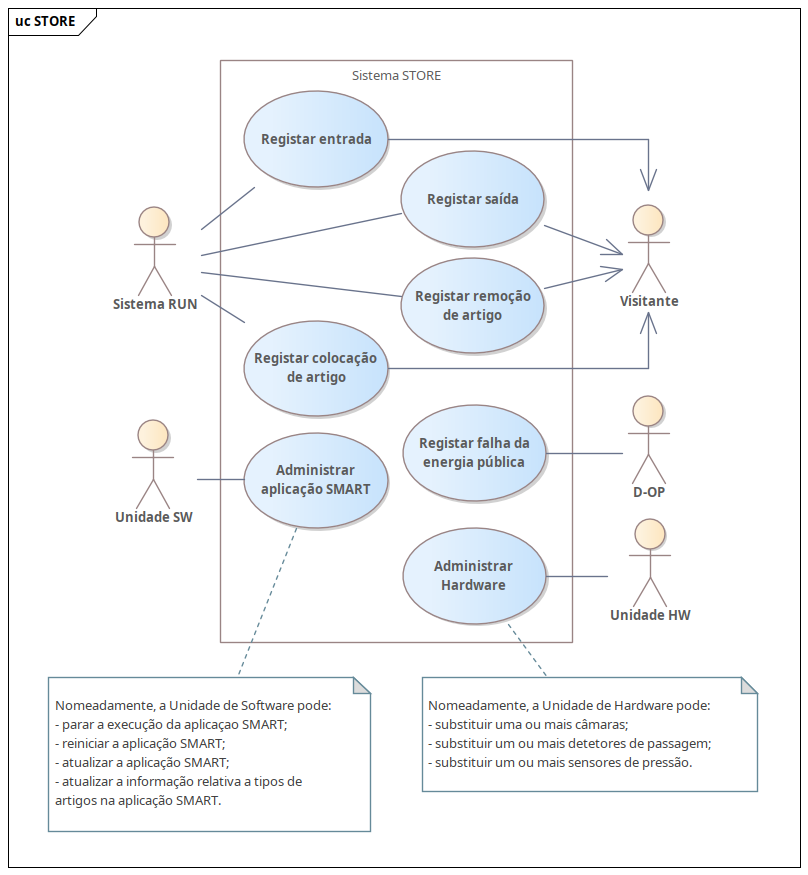 uc STORE
Sistema STORE
Registar entrada
Registar saída
Sistema RUN
Visitante
Registar remoção
de artigo
Registar colocação
de artigo
Registar falha da
energia pública
D-OP
Administrar
aplicação SMART
Unidade SW
Administrar
Hardware
Unidade HW
Nomeadamente, a Unidade de Software pode:
- parar a execução da aplicaçao SMART;
- reiniciar a aplicação SMART;
- atualizar a aplicação SMART;
- atualizar a informação relativa a tipos de
artigos na aplicação SMART.
Nomeadamente, a Unidade de Hardware pode:
- substituir uma ou mais câmaras;
- substituir um ou mais detetores de passagem;
- substituir um ou mais sensores de pressão.